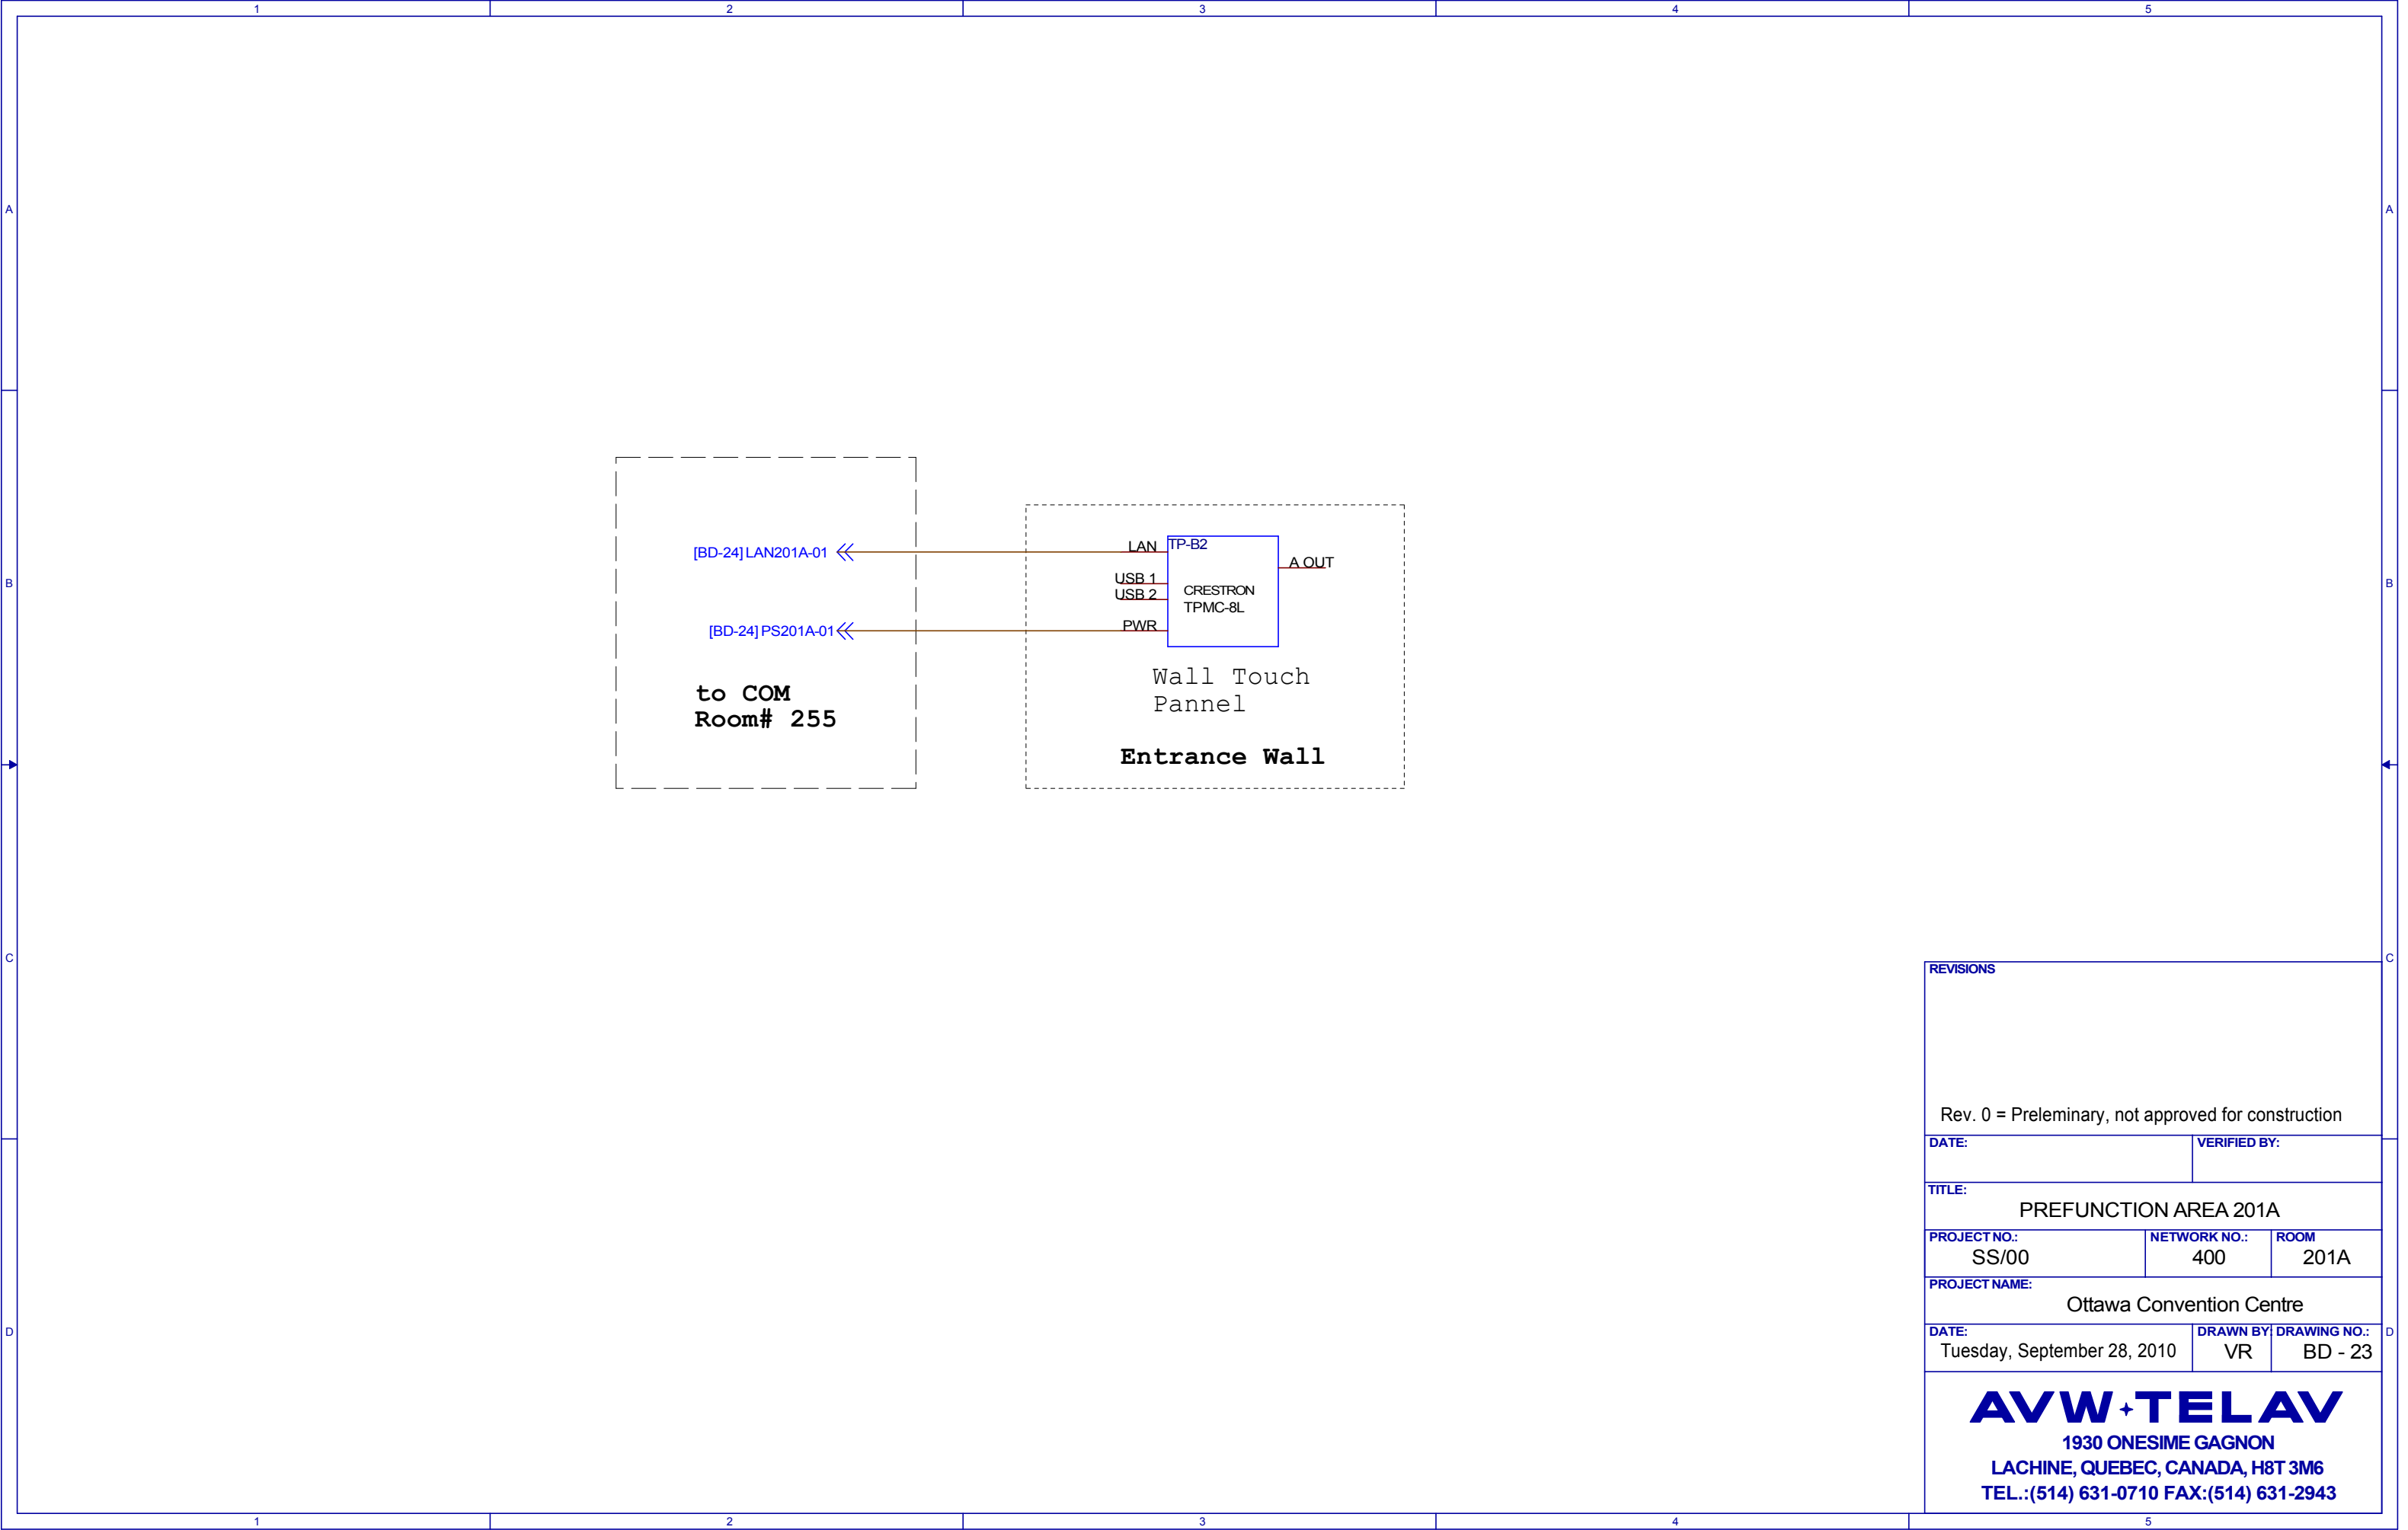 1 2 3 4 5
A A
[BD-24] LAN201A-01
LAN
TP-B2
A OUT
B B
USB 1
USB 2
CRESTRON
TPMC-8L
[BD-24] PS201A-01
PWR
to COM
Room# 255
Wall Touch
Pannel
Entrance Wall
C C
REVISIONS
Rev. 0 = Preleminary, not approved for construction
DATE: VERIFIED BY:
TITLE:
PREFUNCTION AREA 201A
PROJECT NO.: NETWORK NO.: ROOM
SS/00 400 201A
PROJECT NAME:
Ottawa Convention Centre
D D
DATE: DRAWN BY: DRAWING NO.:
Tuesday, September 28, 2010 VR BD - 23
AVW TELAV
1930 ONESIME GAGNON
LACHINE, QUEBEC, CANADA, H8T 3M6
TEL.:(514) 631-0710 FAX:(514) 631-2943
1 2 3 4 5